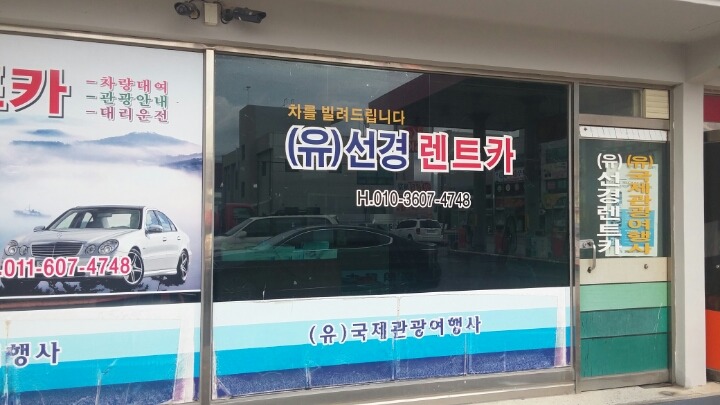 카
-차량대여
-관광안내
-대리운전
.011-607-4748
행사
차를 빌려드립니다
(유)선경 렌트카
H.010-3607-4748
(유)국제관광여행사
(유)국제관광여행사
(유)선경렌트카